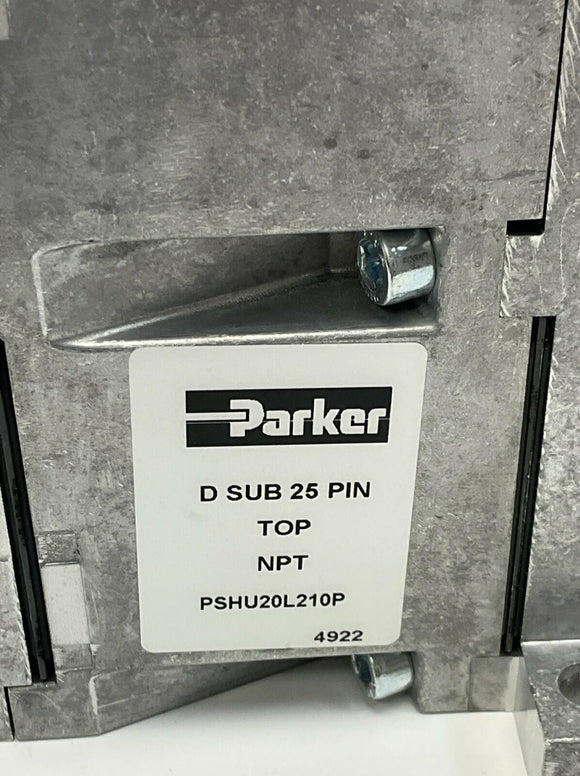 Parker
D SUB 25 PIN
TOP
NPT
PSHU20L210P
4922